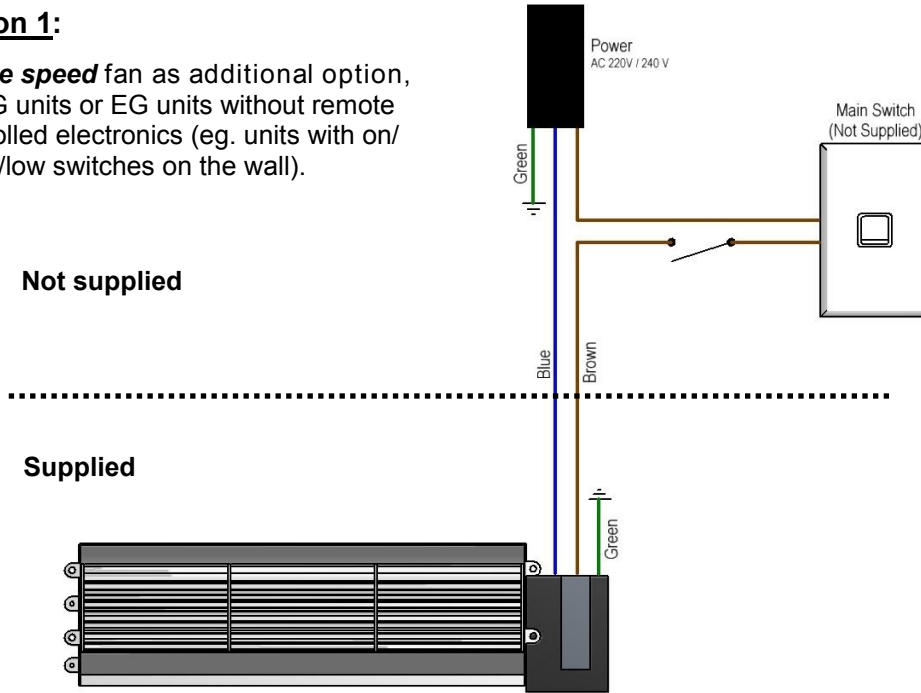 on 1:
e speed fan as additional option,
G units or EG units without remote
olled electronics (eg. units with on/
/low switches on the wall).
Power
AC 220V / 240 V
Main Switch
(Not Supplied)
Green
Not supplied
Blue
Brown
Supplied
Green